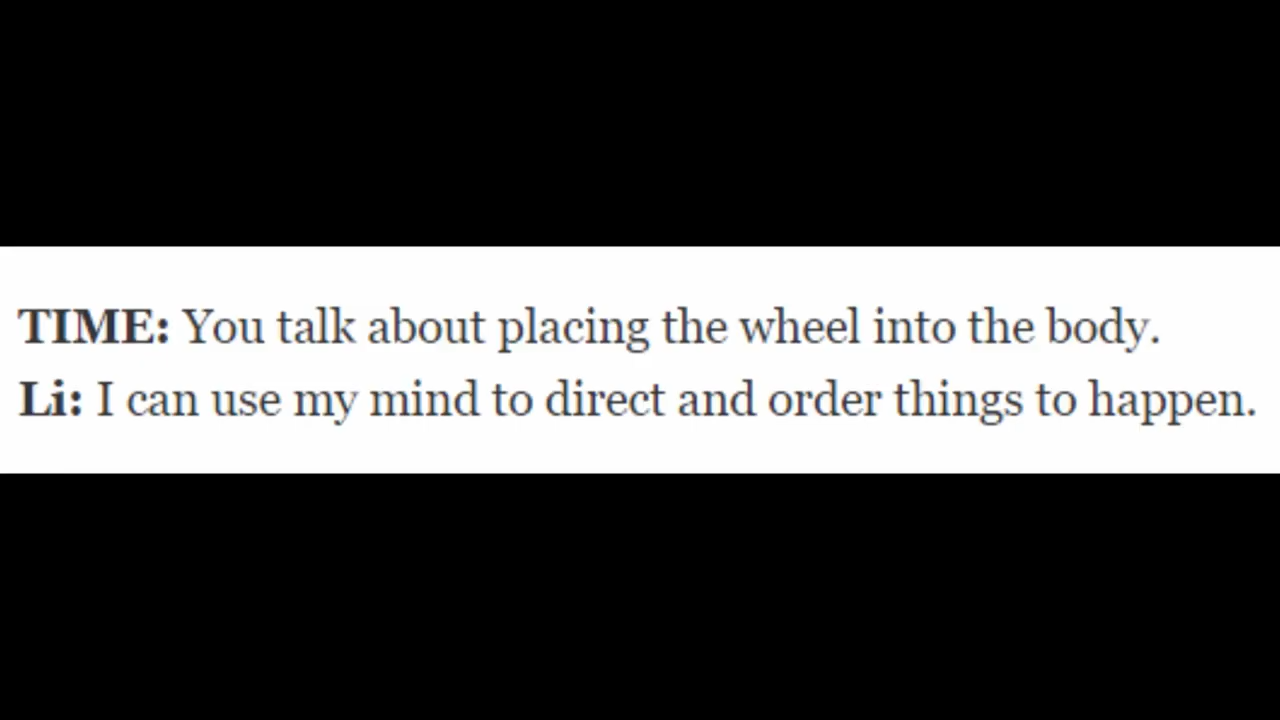 TIME: You talk about placing the wheel into the body.
Li: I can use my mind to direct and order things to happen.